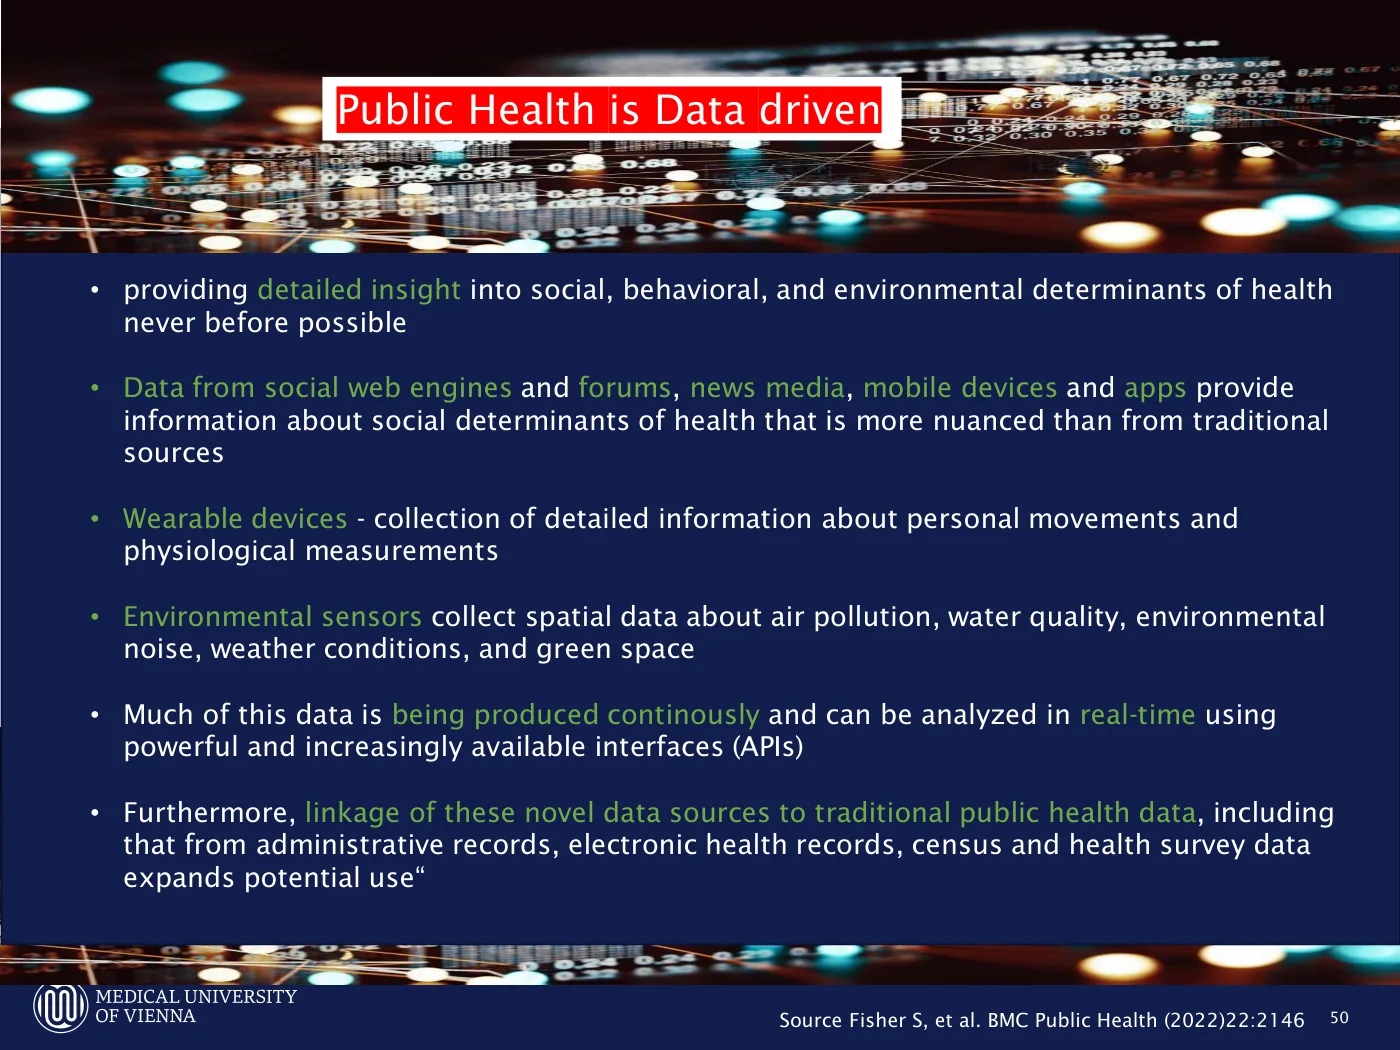 Public Health is Data driven
• providing detailed insight into social, behavioral, and environmental determinants of health
never before possible
• Data from social web engines and forums, news media, mobile devices and apps provide
information about social determinants of health that is more nuanced than from traditional
sources
• Wearable devices - collection of detailed information about personal movements and
physiological measurements
• Environmental sensors collect spatial data about air pollution, water quality, environmental
noise, weather conditions, and green space
• Much of this data is being produced continously and can be analyzed in real-time using
powerful and increasingly available interfaces (APIs)
• Furthermore, linkage of these novel data sources to traditional public health data, including
that from administrative records, electronic health records, census and health survey data
expands potential use“
MEDICAL UNIVERSITY
OF VIENNA
Source Fisher S, et al. BMC Public Health (2022)22:2146
50